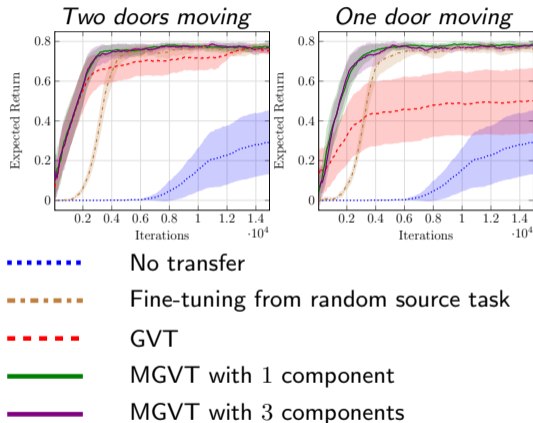 Two doors moving
One door moving
0.8
0.6
0.4
0.2
0
Expected Return
0.2 0.4 0.6 0.8 1 1.2 1.4
Iterations
·10⁴
0.8
0.6
0.4
0.2
0
Expected Return
0.2 0.4 0.6 0.8 1 1.2 1.4
Iterations
·10⁴
No transfer
Fine-tuning from random source task
GVT
MGVT with 1 component
MGVT with 3 components